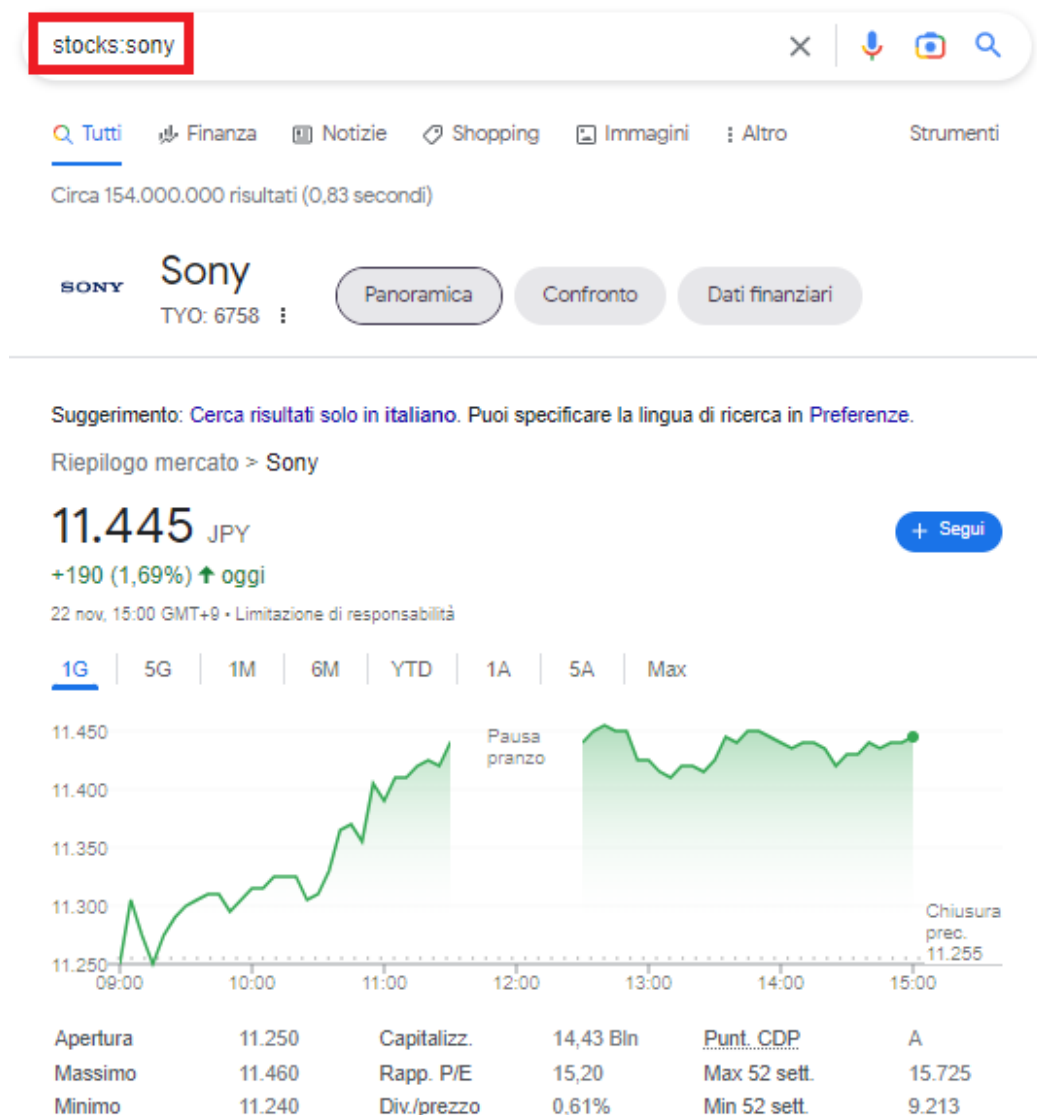 stocks:sony
Tutti Finanza Notizie Shopping Immagini Altro Strumenti
Circa 154.000.000 risultati (0,83 secondi)
SONY
Sony
TYO: 6758
Panoramica Confronto Dati finanziari
Suggerimento: Cerca risultati solo in italiano. Puoi specificare la lingua di ricerca in Preferenze.
Riepilogo mercato > Sony
11.445 JPY
+ Segui
+190 (1,69%) ↑ oggi
22 nov, 15:00 GMT+9 • Limitazione di responsabilità
1G 5G 1M 6M YTD 1A 5A Max
11.450
11.400
11.350
11.300
11.250
Pausa
pranzo
Chiusura
prec.
11.255
09:00 10:00 11:00 12:00 13:00 14:00 15:00
Apertura 11.250 Capitalizz. 14,43 Bln Punt. CDP A
Massimo 11.460 Rapp. P/E 15,20 Max 52 sett. 15.725
Minimo 11.240 Div./prezzo 0.61% Min 52 sett. 9.213